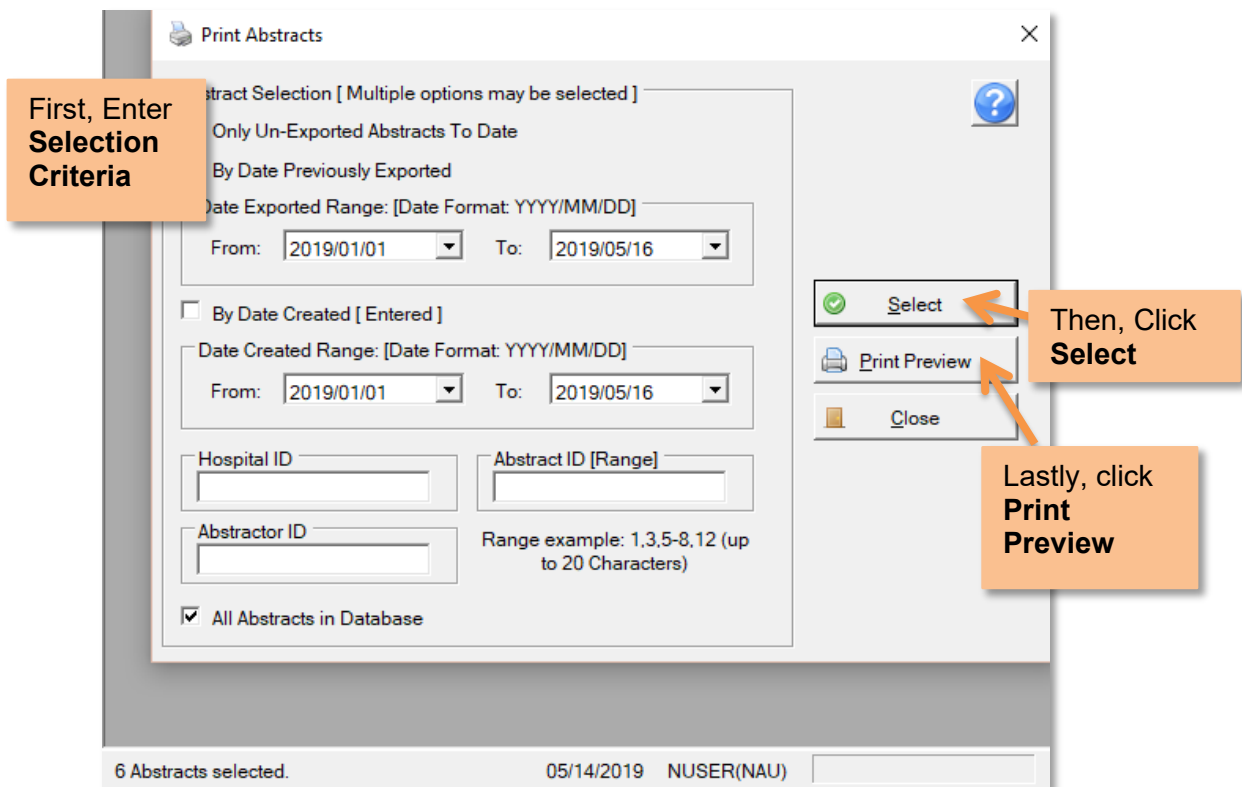 Print Abstracts
First, Enter
Selection
Criteria
stract Selection [ Multiple options may be selected ]
Only Un-Exported Abstracts To Date
By Date Previously Exported
Date Exported Range: [Date Format: YYYY/MM/DD]
From: 2019/01/01 To: 2019/05/16
By Date Created [ Entered ]
Date Created Range: [Date Format: YYYY/MM/DD]
From: 2019/01/01 To: 2019/05/16
Hospital ID Abstract ID [Range]
Abstractor ID
Range example: 1,3,5-8,12 (up
to 20 Characters)
All Abstracts in Database
?
Select
Print Preview
Close
Then, Click
Select
Lastly, click
Print
Preview
6 Abstracts selected. 05/14/2019 NUSER(NAU)